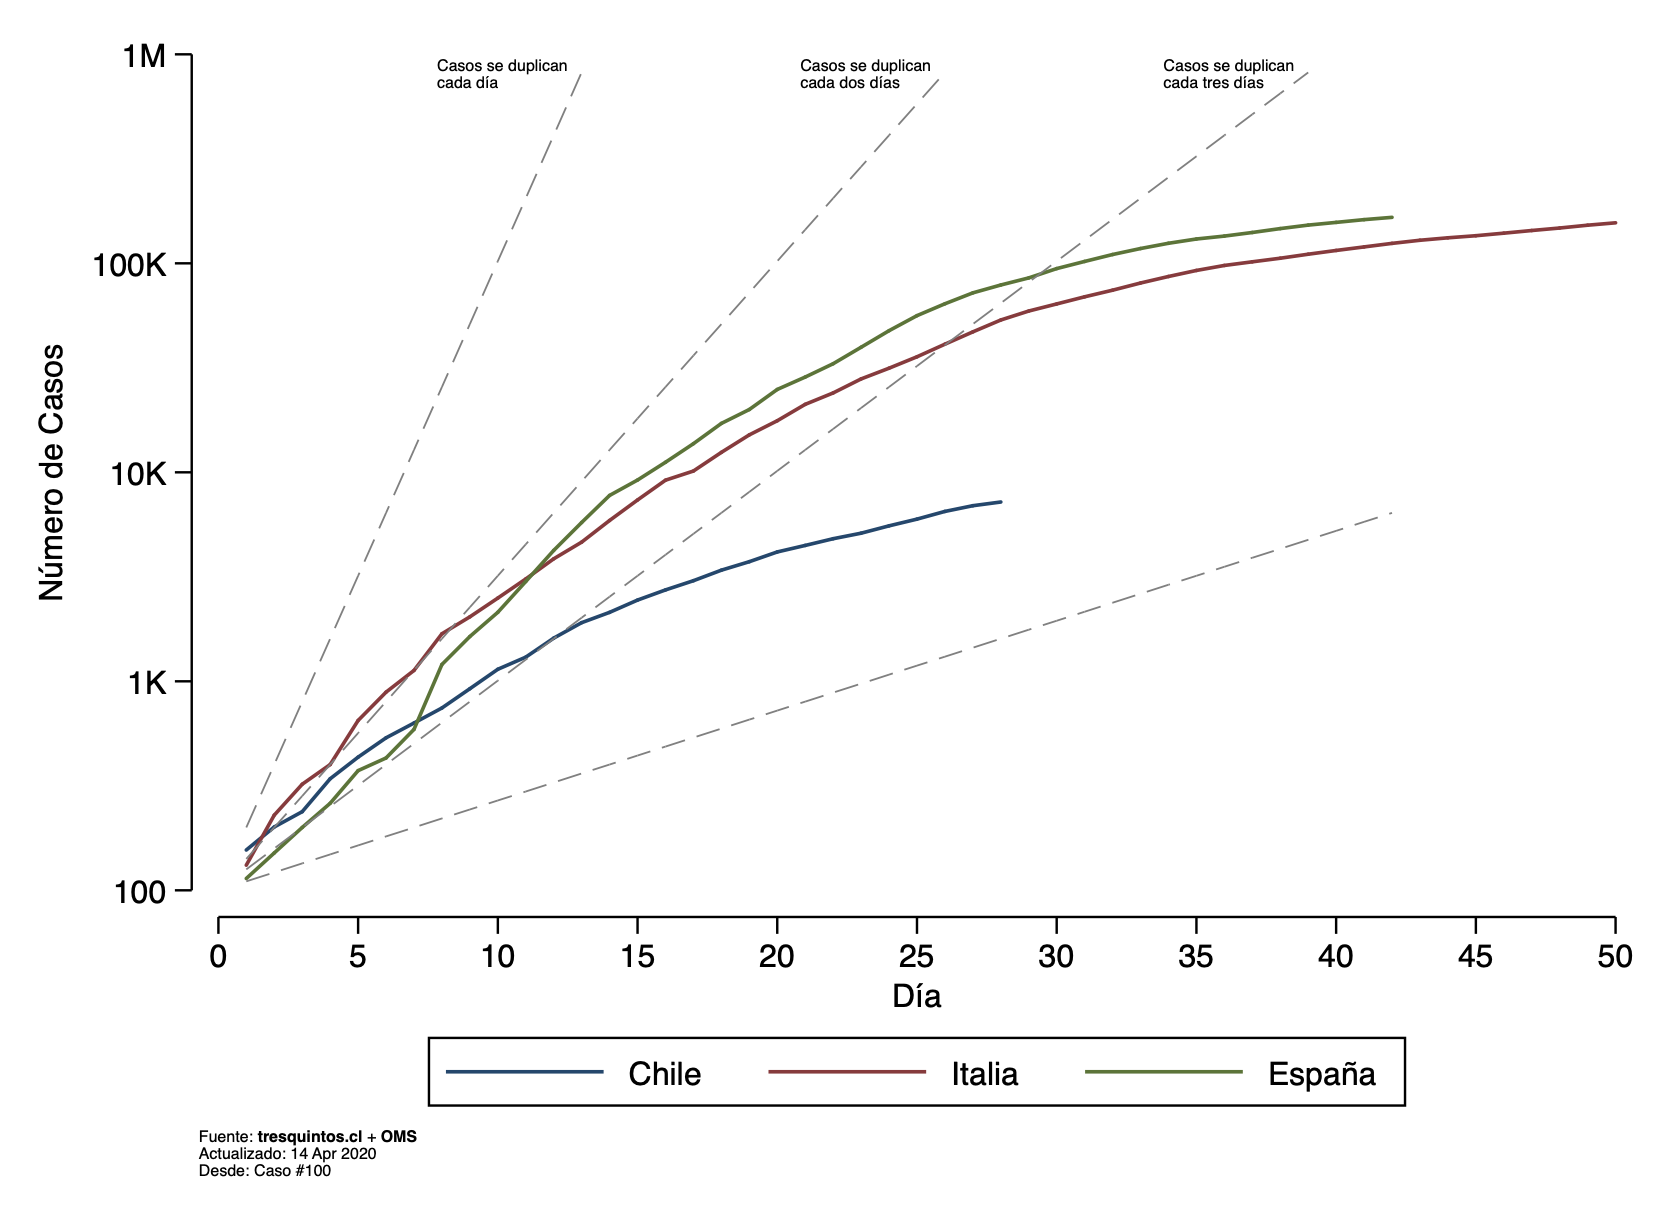 1M
100K
10K
1K
100
Número de Casos
Casos se duplican
cada día
Casos se duplican
cada dos días
Casos se duplican
cada tres días
0 5 10 15 20 25 30 35 40 45 50
Día
Chile Italia España
Fuente: tresquintos.cl + OMS
Actualizado: 14 Apr 2020
Desde: Caso #100